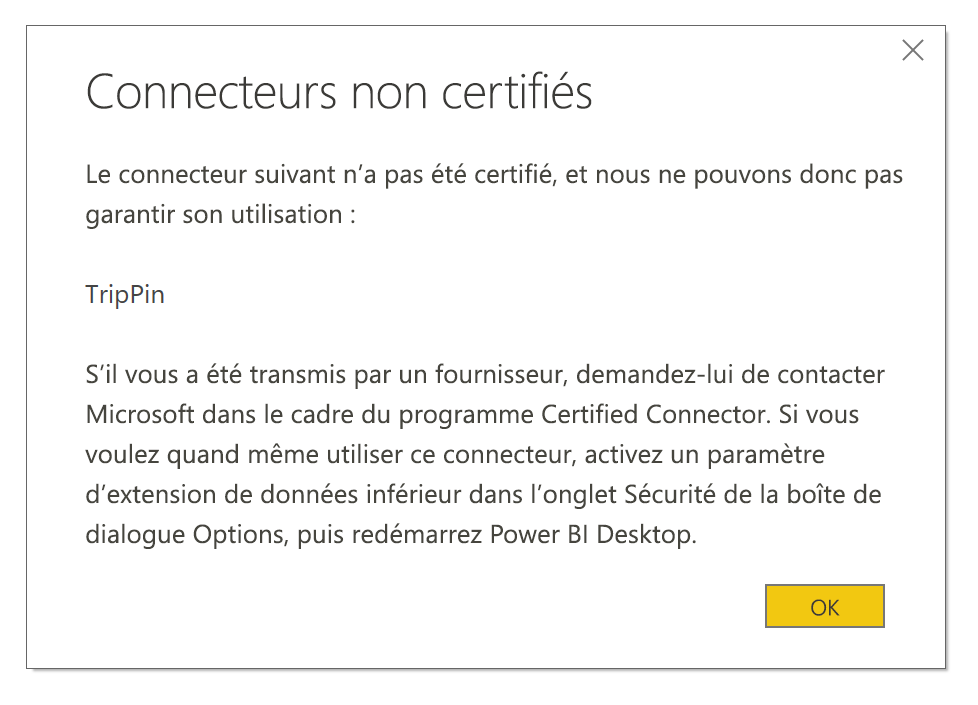 Connecteurs non certifiés
Le connecteur suivant n’a pas été certifié, et nous ne pouvons donc pas
garantir son utilisation :
TripPin
S’il vous a été transmis par un fournisseur, demandez-lui de contacter
Microsoft dans le cadre du programme Certified Connector. Si vous
voulez quand même utiliser ce connecteur, activez un paramètre
d’extension de données inférieur dans l’onglet Sécurité de la boîte de
dialogue Options, puis redémarrez Power BI Desktop.
OK